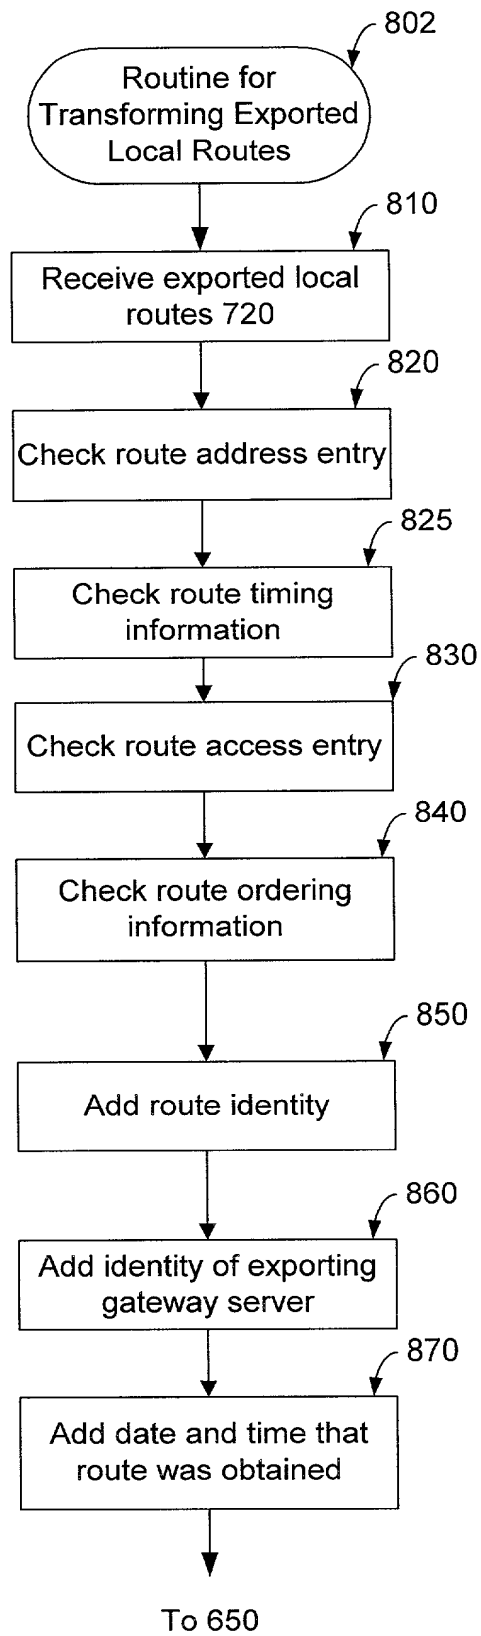 802
Routine for
Transforming Exported
Local Routes
810
Receive exported local
routes 720
820
Check route address entry
825
Check route timing
information
830
Check route access entry
840
Check route ordering
information
850
Add route identity
860
Add identity of exporting
gateway server
870
Add date and time that
route was obtained
To 650